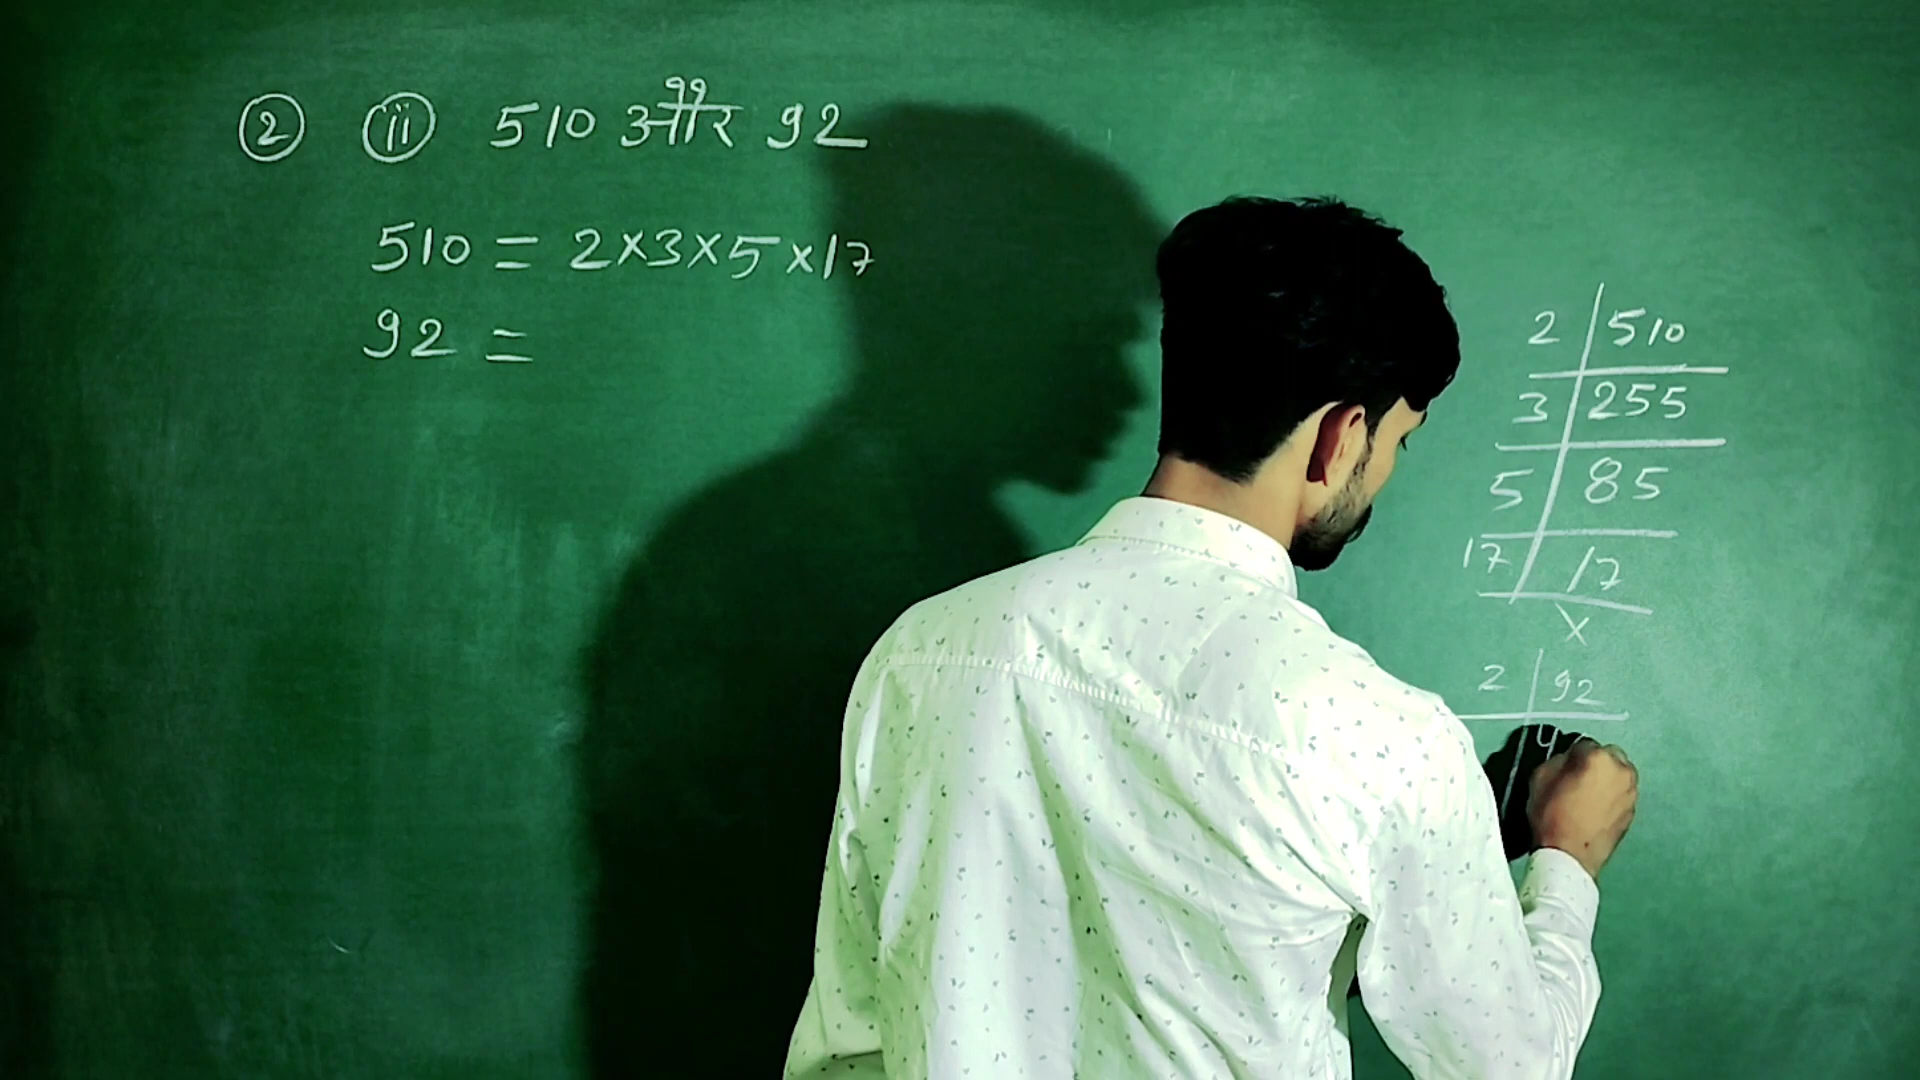 ② ⅱ 510 और 92
510 = 2×3×5×17
92 =
2 | 510
3 | 255
5 | 85
17 | 17
×
2 | 92
4